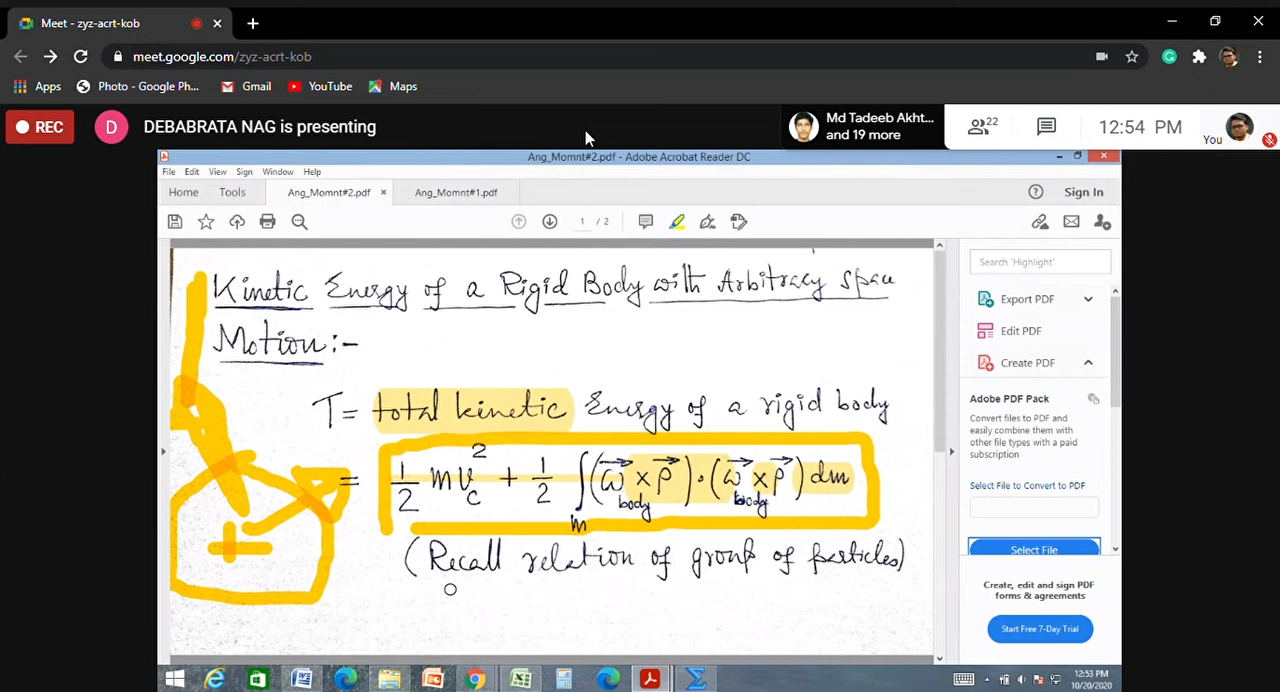 Meet - zyz-acrt-kob
meet.google.com/zyz-acrt-kob
Apps Photo - Google Ph... Gmail YouTube Maps
REC D DEBABRATA NAG is presenting
Md Tadeeb Akht...
and 19 more
22
12:54 PM
You
Ang_Momnt#2.pdf - Adobe Acrobat Reader DC
File Edit View Sign Window Help
Home Tools Ang_Momnt#2.pdf × Ang_Momnt#1.pdf Sign In
1 / 2
Kinetic Energy of a Rigid Body with Arbitracy space
Motion:-
T= total kinetic Energy of a rigid body
= 1/2 m v_c^2 + 1/2 ∫_m (ω⃗_body × ρ⃗) • (ω⃗_body × ρ⃗) dm
(Recall relation of group of particles)
Search 'Highlight'
Export PDF
Edit PDF
Create PDF
Adobe PDF Pack
Convert files to PDF and
easily combine them with
other file types with a paid
subscription
Select File to Convert to PDF
Select File
Create, edit and sign PDF
forms & agreements
Start Free 7-Day Trial
12:53 PM
10/20/2020